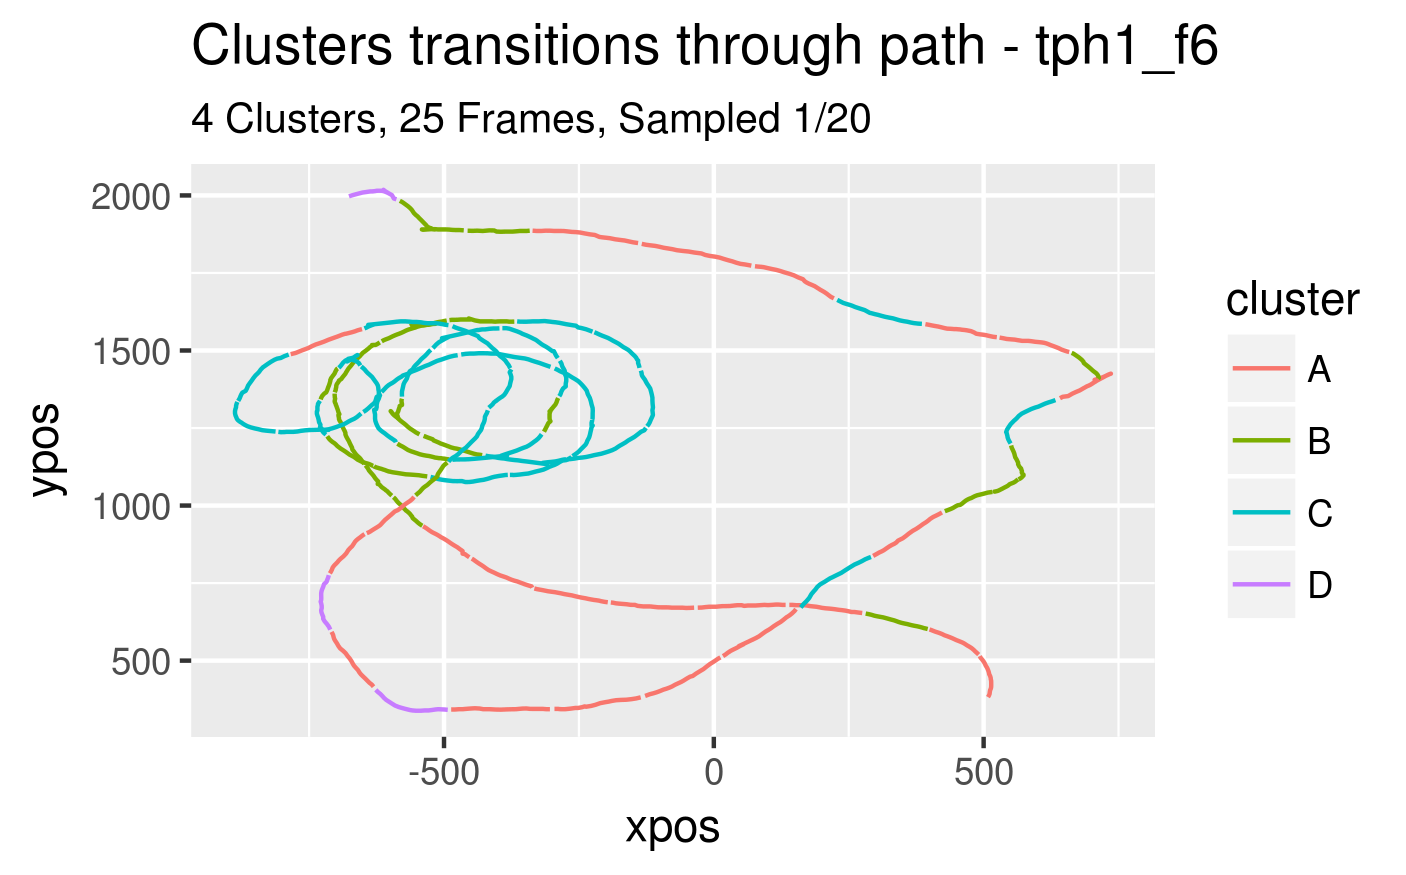 Clusters transitions through path - tph1_f6
4 Clusters, 25 Frames, Sampled 1/20
2000
1500
1000
500
ypos
-500 0 500
xpos
cluster
A
B
C
D